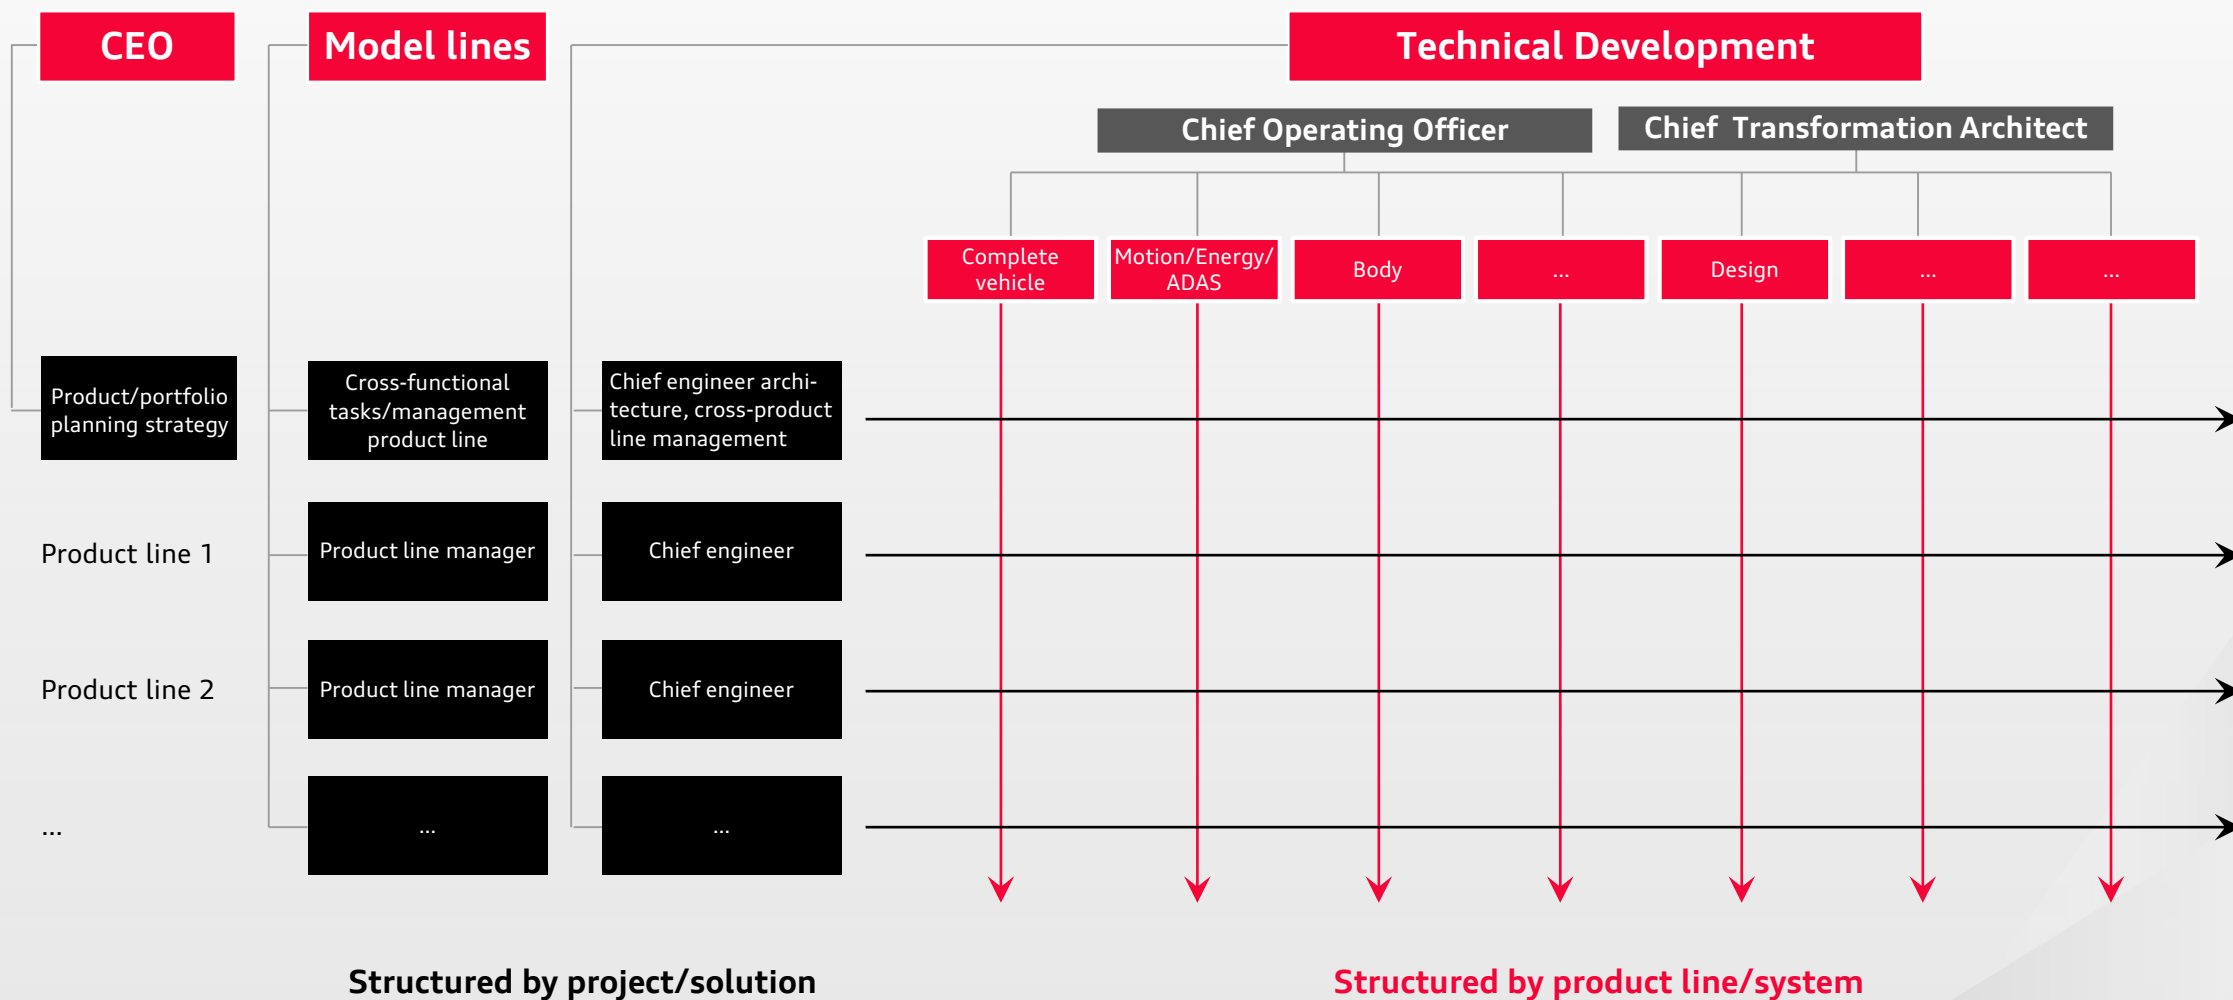 CEO
Model lines
Technical Development
Chief Operating Officer
Chief Transformation Architect
Complete
vehicle
Motion/Energy/
ADAS
Body
...
Design
...
...
Product/portfolio
planning strategy
Cross-functional
tasks/management
product line
Chief engineer archi-
tecture, cross-product
line management
Product line 1
Product line manager
Chief engineer
Product line 2
Product line manager
Chief engineer
...
...
...
Structured by project/solution
Structured by product line/system